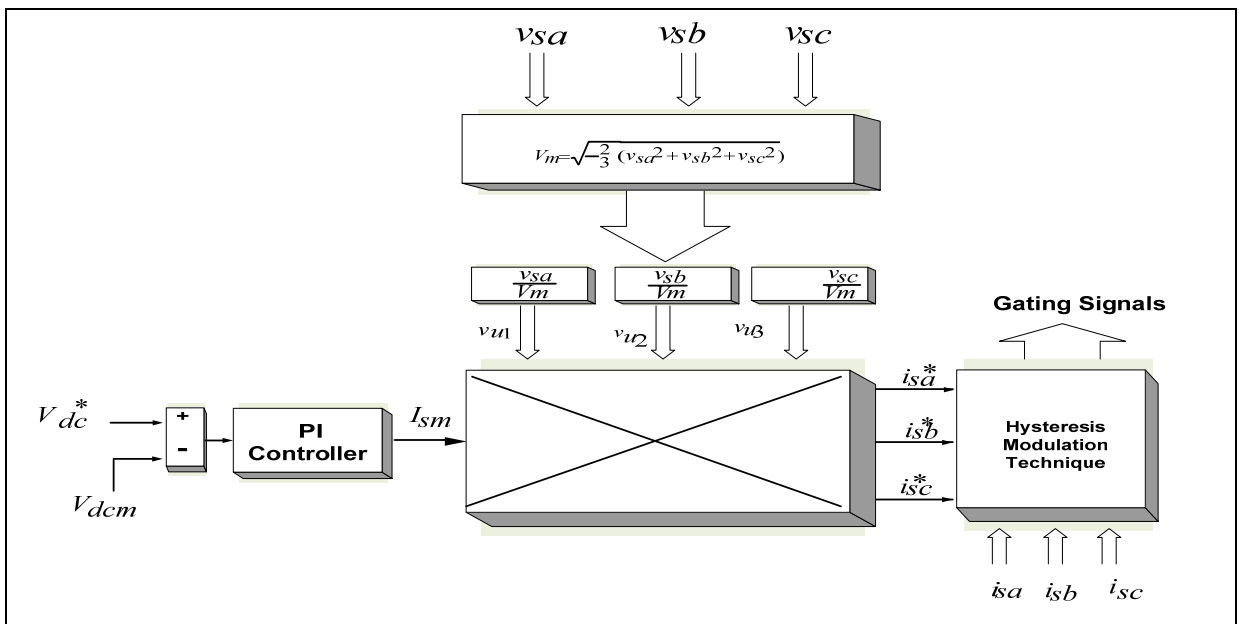 vsa vsb vsc
Vm=√-2/3 (vsa²+vsb²+vsc²)
vsa/Vm vsb/Vm vsc/Vm
vu1 vu2 vu3
Gating Signals
Vdc* + - PI Controller Ism
isa*
isb*
isc*
Hysteresis
Modulation
Technique
Vdcm
isa isb isc